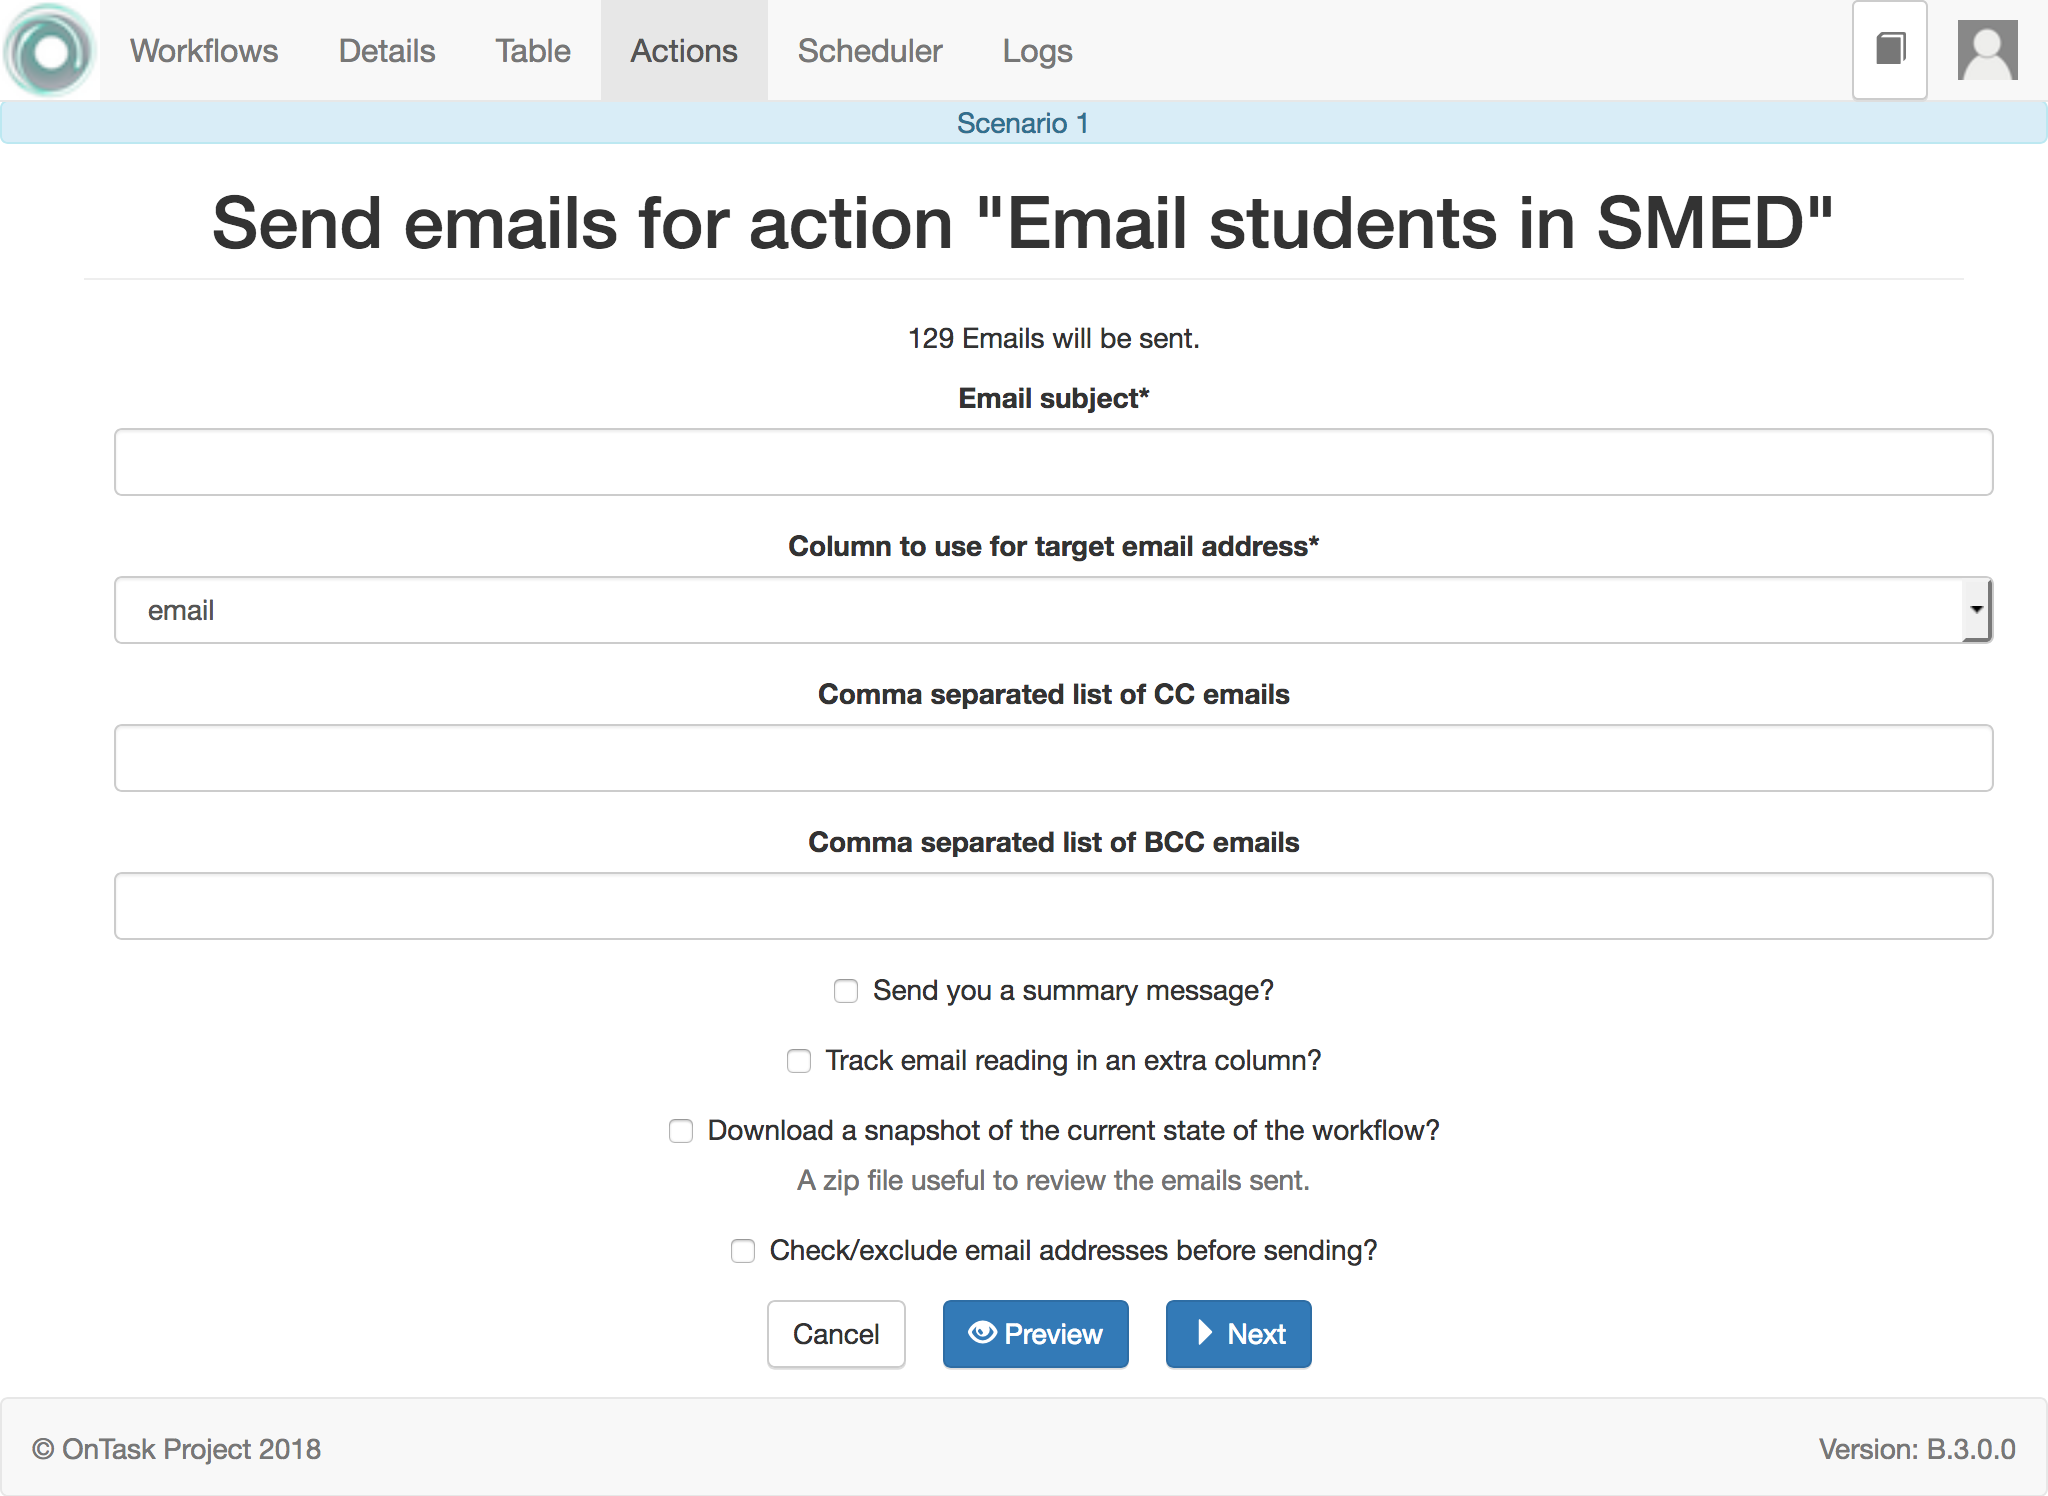 Workflows Details Table Actions Scheduler Logs
Scenario 1
Send emails for action "Email students in SMED"
129 Emails will be sent.
Email subject*
Column to use for target email address*
email
Comma separated list of CC emails
Comma separated list of BCC emails
Send you a summary message?
Track email reading in an extra column?
Download a snapshot of the current state of the workflow?
A zip file useful to review the emails sent.
Check/exclude email addresses before sending?
Cancel Preview Next
© OnTask Project 2018 Version: B.3.0.0